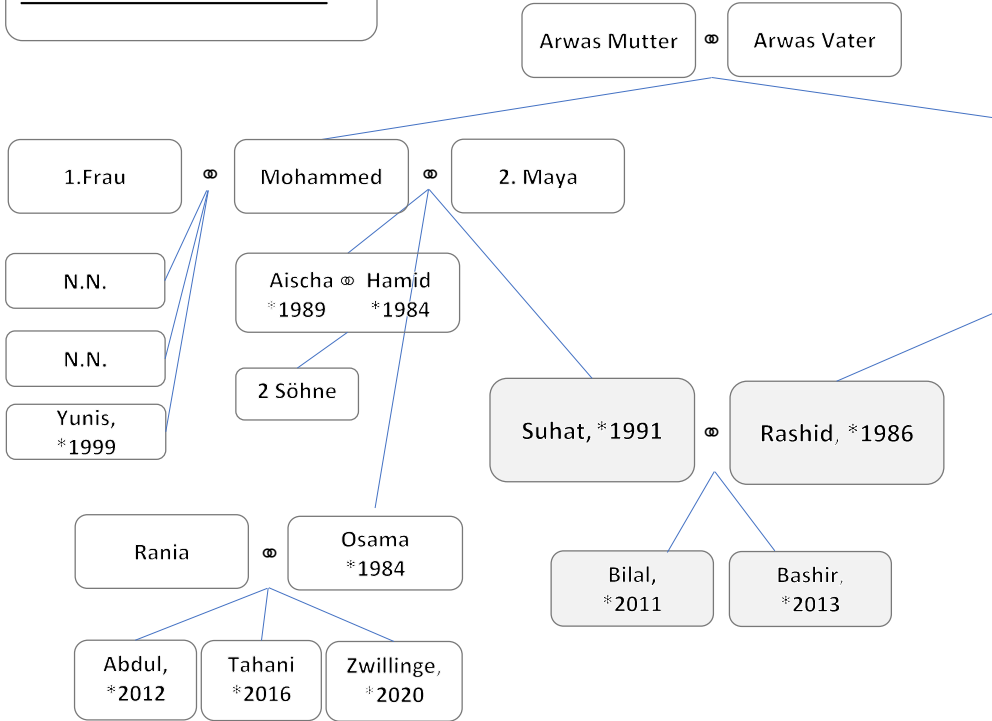 Arwas Mutter ⚭ Arwas Vater
1.Frau ⚭ Mohammed ⚭ 2. Maya
N.N.
Aischa ⚭ Hamid
*1989 *1984
N.N.
2 Söhne
Yunis,
*1999
Suhat, *1991 ⚭ Rashid, *1986
Rania ⚭ Osama
*1984
Bilal,
*2011
Bashir,
*2013
Abdul,
*2012
Tahani
*2016
Zwillinge,
*2020